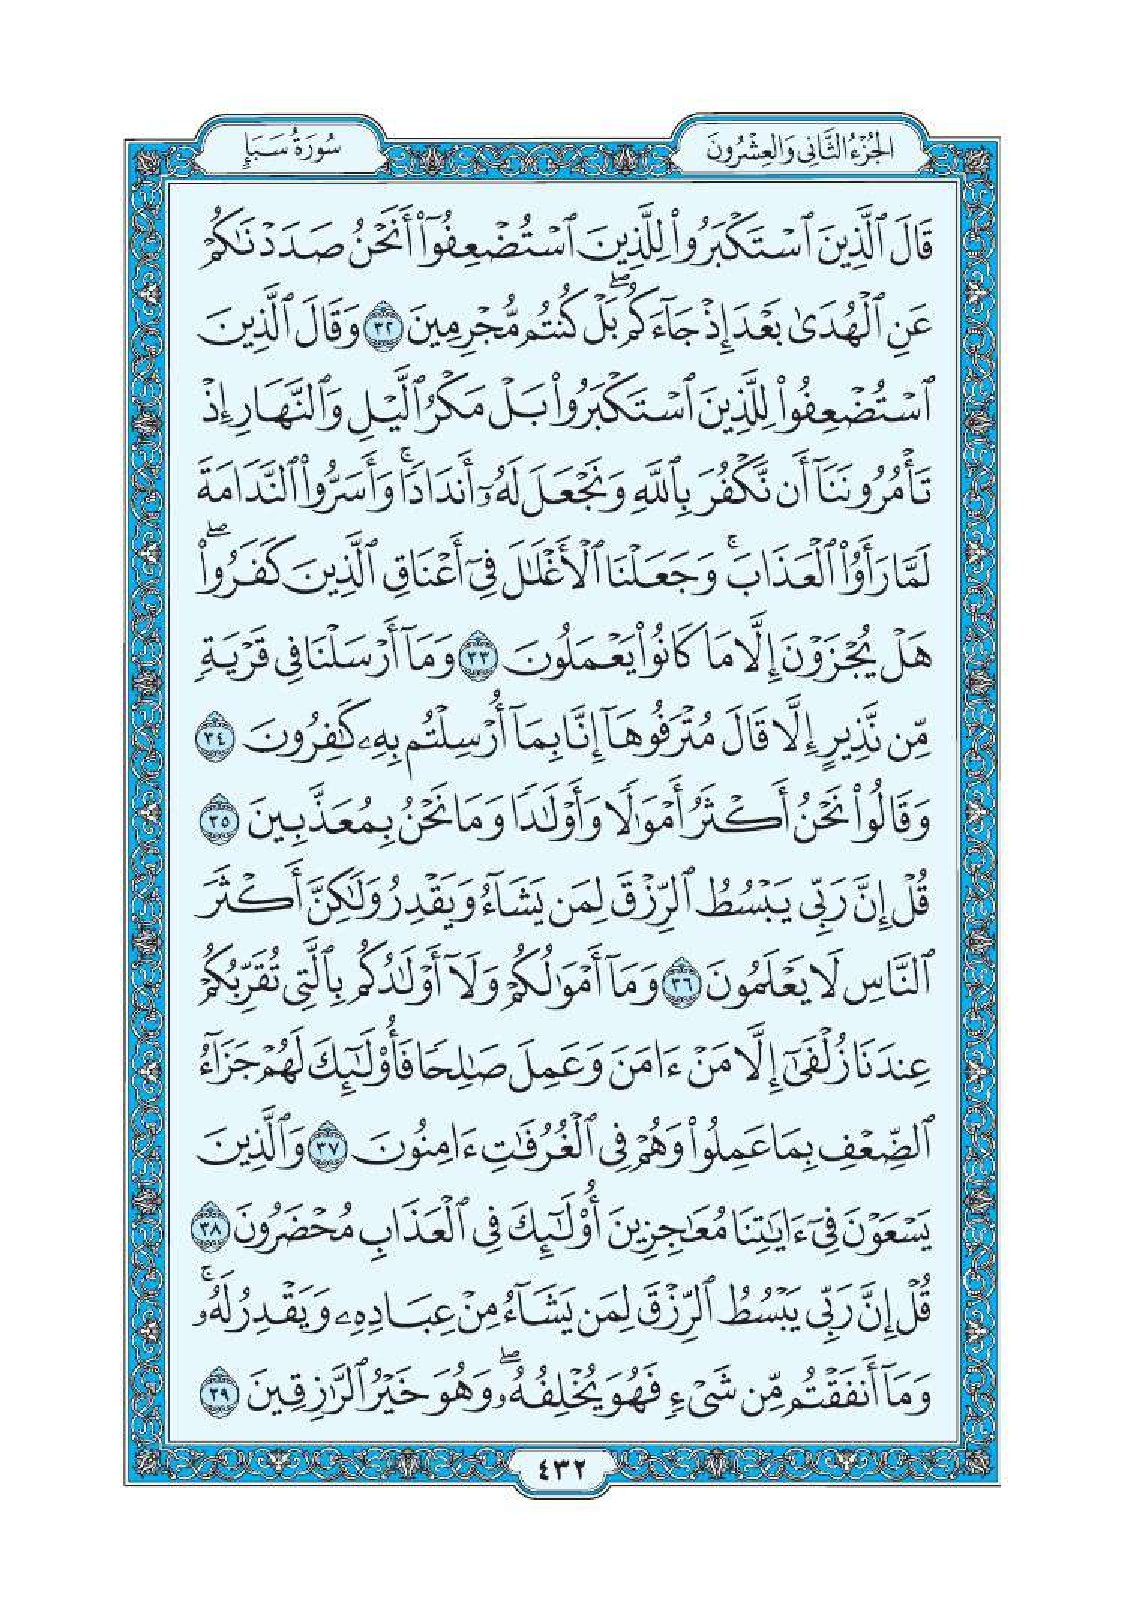 الجُزْءُ الثَّانِي وَالعِشْرُونَ
سُورَةُ سَبَإٍ
قَالَ ٱلَّذِينَ ٱسۡتَكۡبَرُواْ لِلَّذِينَ ٱسۡتُضۡعِفُوٓاْ أَنَحۡنُ صَدَدۡنَٰكُمۡ
عَنِ ٱلۡهُدَىٰ بَعۡدَ إِذۡ جَآءَكُمۖ بَلۡ كُنتُم مُّجۡرِمِينَ ٣٢ وَقَالَ ٱلَّذِينَ
ٱسۡتُضۡعِفُواْ لِلَّذِينَ ٱسۡتَكۡبَرُواْ بَلۡ مَكۡرُ ٱلَّيۡلِ وَٱلنَّهَارِ إِذۡ
تَأۡمُرُونَنَآ أَن نَّكۡفُرَ بِٱللَّهِ وَنَجۡعَلَ لَهُۥٓ أَندَادٗاۚ وَأَسَرُّواْ ٱلنَّدَامَةَ
لَمَّا رَأَوُاْ ٱلۡعَذَابَۚ وَجَعَلۡنَا ٱلۡأَغۡلَٰلَ فِيٓ أَعۡنَاقِ ٱلَّذِينَ كَفَرُواْۖ
هَلۡ يُجۡزَوۡنَ إِلَّا مَا كَانُواْ يَعۡمَلُونَ ٣٣ وَمَآ أَرۡسَلۡنَا فِي قَرۡيَةٖ
مِّن نَّذِيرٍ إِلَّا قَالَ مُتۡرَفُوهَآ إِنَّا بِمَآ أُرۡسِلۡتُم بِهِۦ كَٰفِرُونَ ٣٤
وَقَالُواْ نَحۡنُ أَكۡثَرُ أَمۡوَٰلٗا وَأَوۡلَٰدٗا وَمَا نَحۡنُ بِمُعَذَّبِينَ ٣٥
قُلۡ إِنَّ رَبِّي يَبۡسُطُ ٱلرِّزۡقَ لِمَن يَشَآءُ وَيَقۡدِرُ وَلَٰكِنَّ أَكۡثَرَ
ٱلنَّاسِ لَا يَعۡلَمُونَ ٣٦ وَمَآ أَمۡوَٰلُكُمۡ وَلَآ أَوۡلَٰدُكُم بِٱلَّتِي تُقَرِّبُكُمۡ
عِندَنَا زُلۡفَىٰٓ إِلَّا مَنۡ ءَامَنَ وَعَمِلَ صَٰلِحٗا فَأُوْلَٰٓئِكَ لَهُمۡ جَزَآءُ
ٱلضِّعۡفِ بِمَا عَمِلُواْ وَهُمۡ فِي ٱلۡغُرُفَٰتِ ءَامِنُونَ ٣٧ وَٱلَّذِينَ
يَسۡعَوۡنَ فِيٓ ءَايَٰتِنَا مُعَٰجِزِينَ أُوْلَٰٓئِكَ فِي ٱلۡعَذَابِ مُحۡضَرُونَ ٣٨
قُلۡ إِنَّ رَبِّي يَبۡسُطُ ٱلرِّزۡقَ لِمَن يَشَآءُ مِنۡ عِبَادِهِۦ وَيَقۡدِرُ لَهُۥۚ
وَمَآ أَنفَقۡتُم مِّن شَيۡءٖ فَهُوَ يُخۡلِفُهُۥۖ وَهُوَ خَيۡرُ ٱلرَّٰزِقِينَ ٣٩
٤٣٢